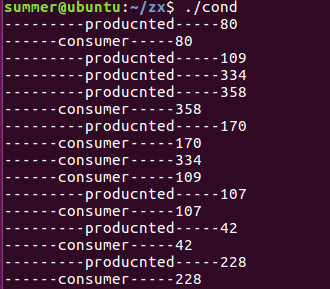 summer@ubuntu:~/zx$ ./cond
---------producnted-----80
------consumer-----80
---------producnted-----109
---------producnted-----334
---------producnted-----358
------consumer-----358
---------producnted-----170
------consumer-----170
------consumer-----334
------consumer-----109
---------producnted-----107
------consumer-----107
---------producnted-----42
------consumer-----42
---------producnted-----228
------consumer-----228